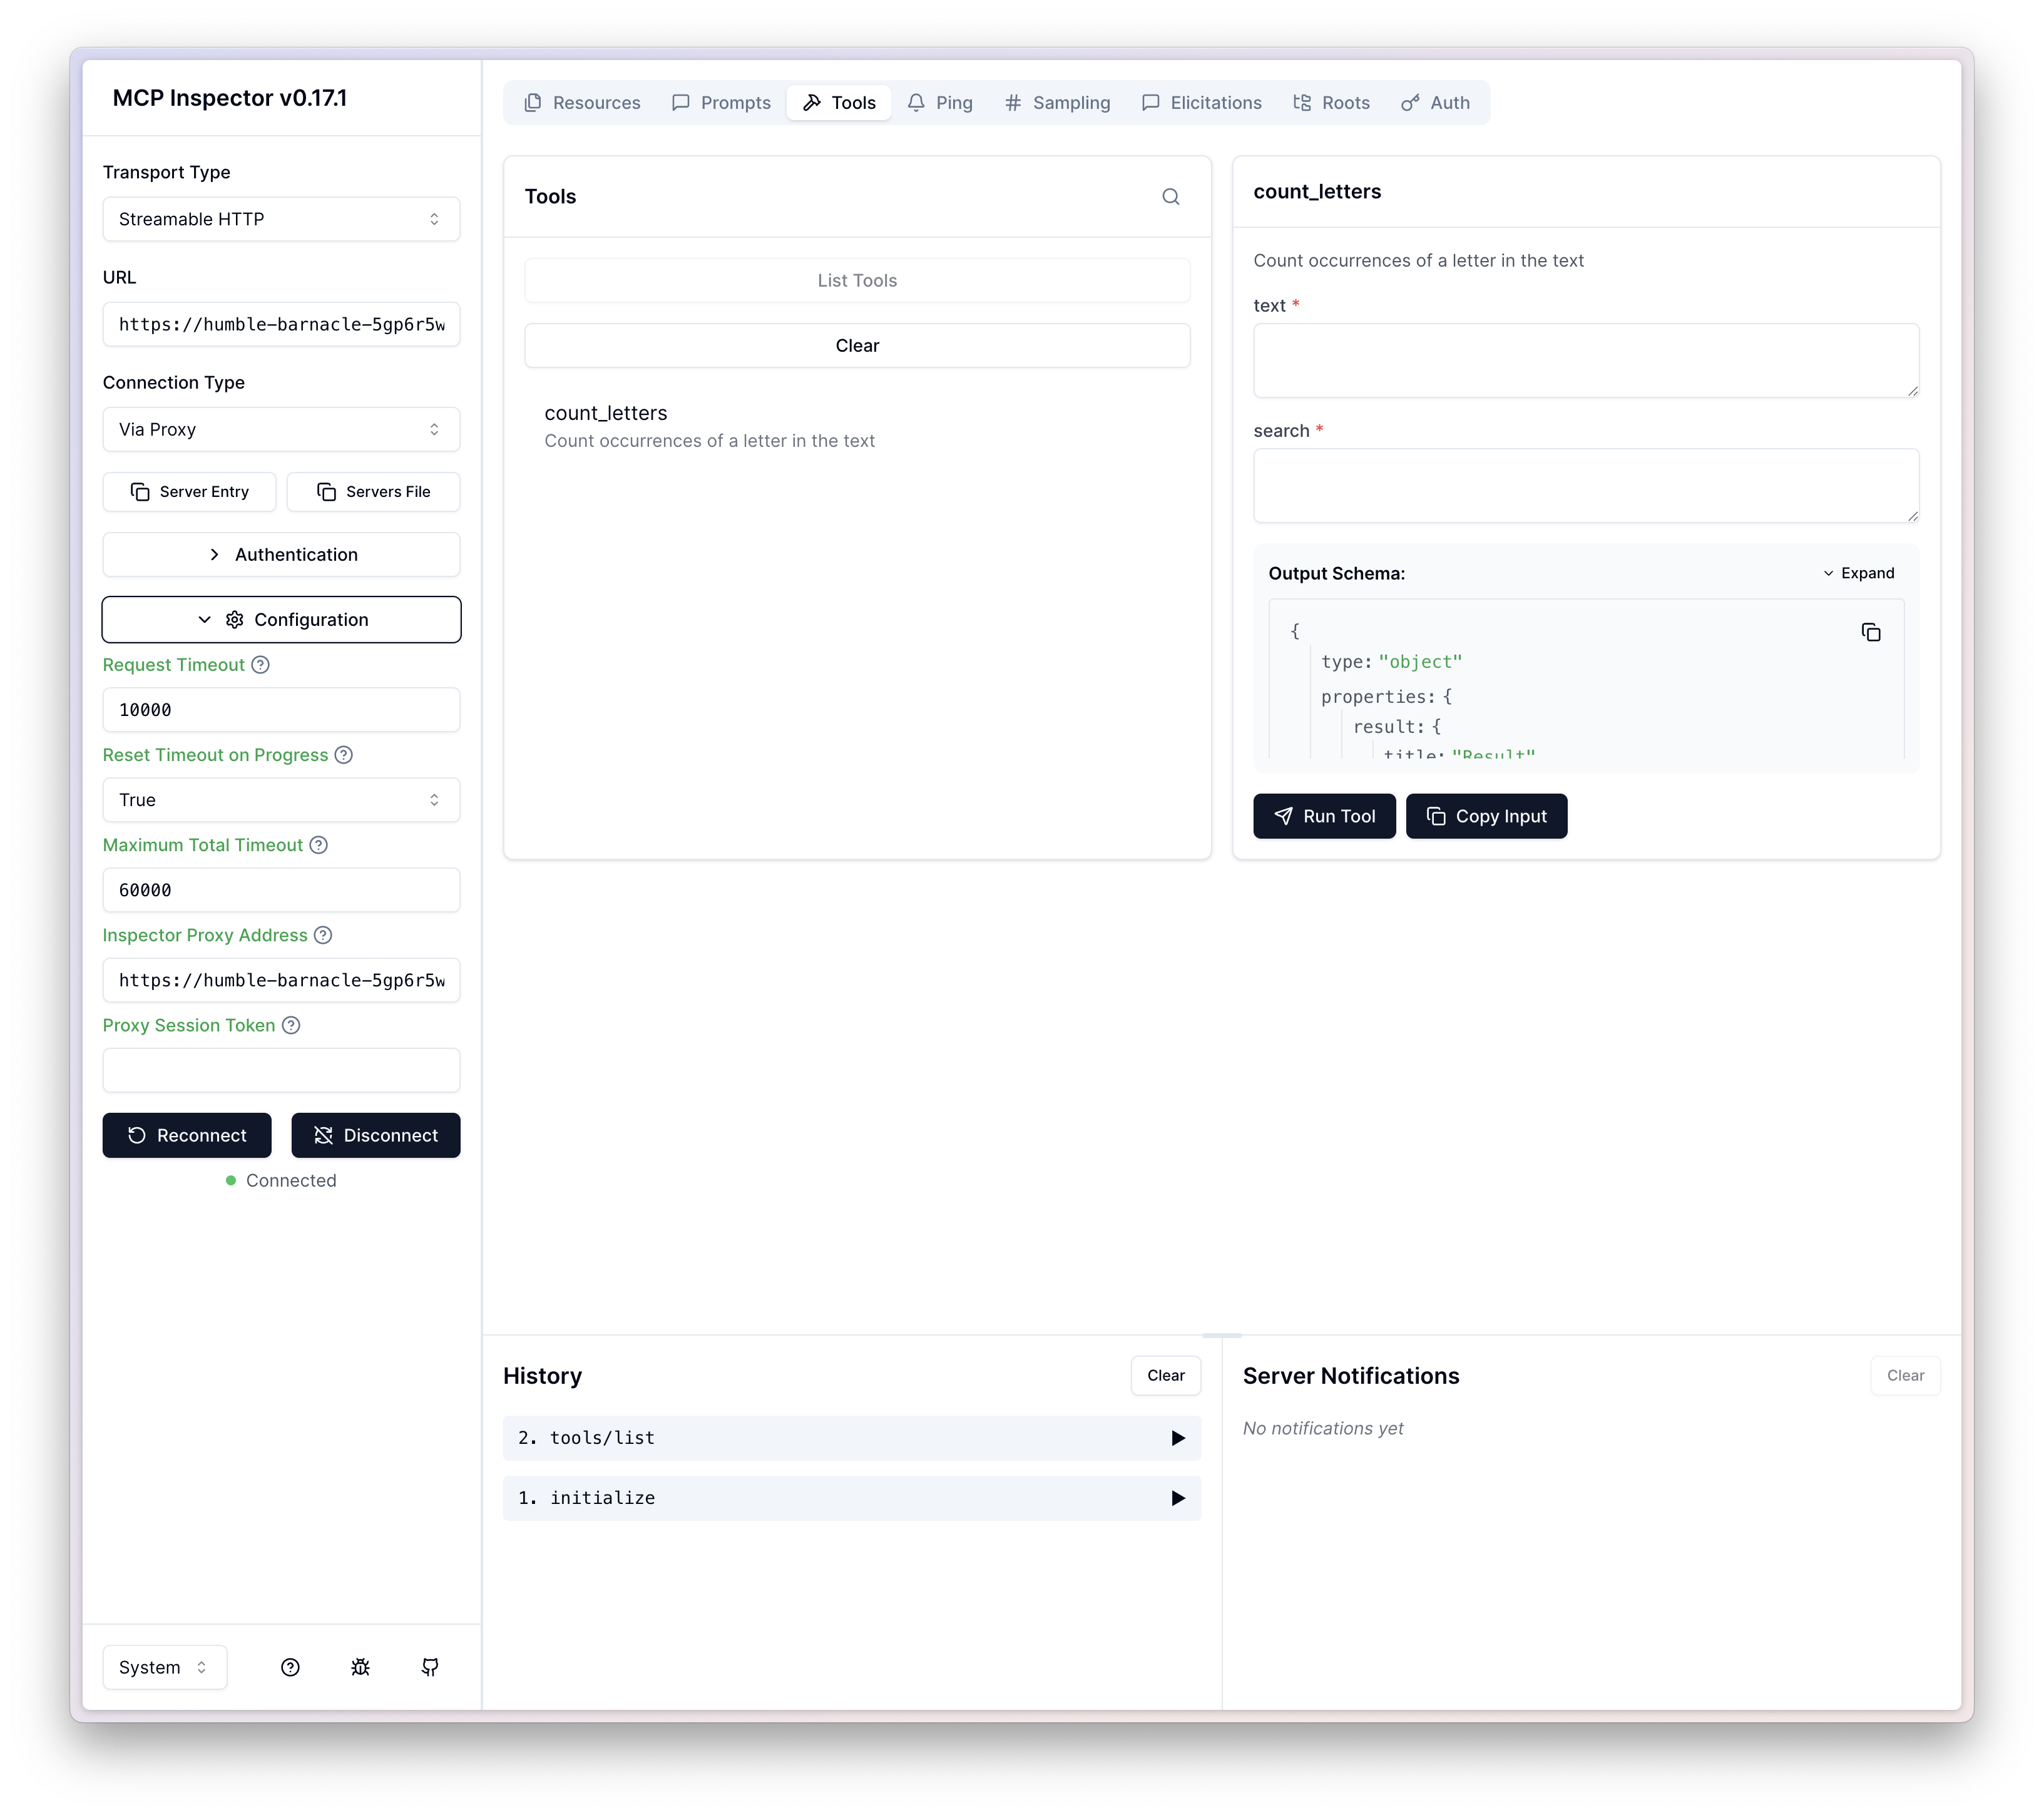 MCP Inspector v0.17.1
Transport Type
Streamable HTTP
URL
https://humble-barnacle-5gp6r5w
Connection Type
Via Proxy
Server Entry
Servers File
Authentication
Configuration
Request Timeout
10000
Reset Timeout on Progress
True
Maximum Total Timeout
60000
Inspector Proxy Address
https://humble-barnacle-5gp6r5w
Proxy Session Token
Reconnect
Disconnect
Connected
System
Resources
Prompts
Tools
Ping
Sampling
Elicitations
Roots
Auth
Tools
List Tools
Clear
count_letters
Count occurrences of a letter in the text
count_letters
Count occurrences of a letter in the text
text *
search *
Output Schema:
Expand
{
type: "object"
properties: {
result: {
title: "Result"
Run Tool
Copy Input
History
Clear
2. tools/list
1. initialize
Server Notifications
Clear
No notifications yet